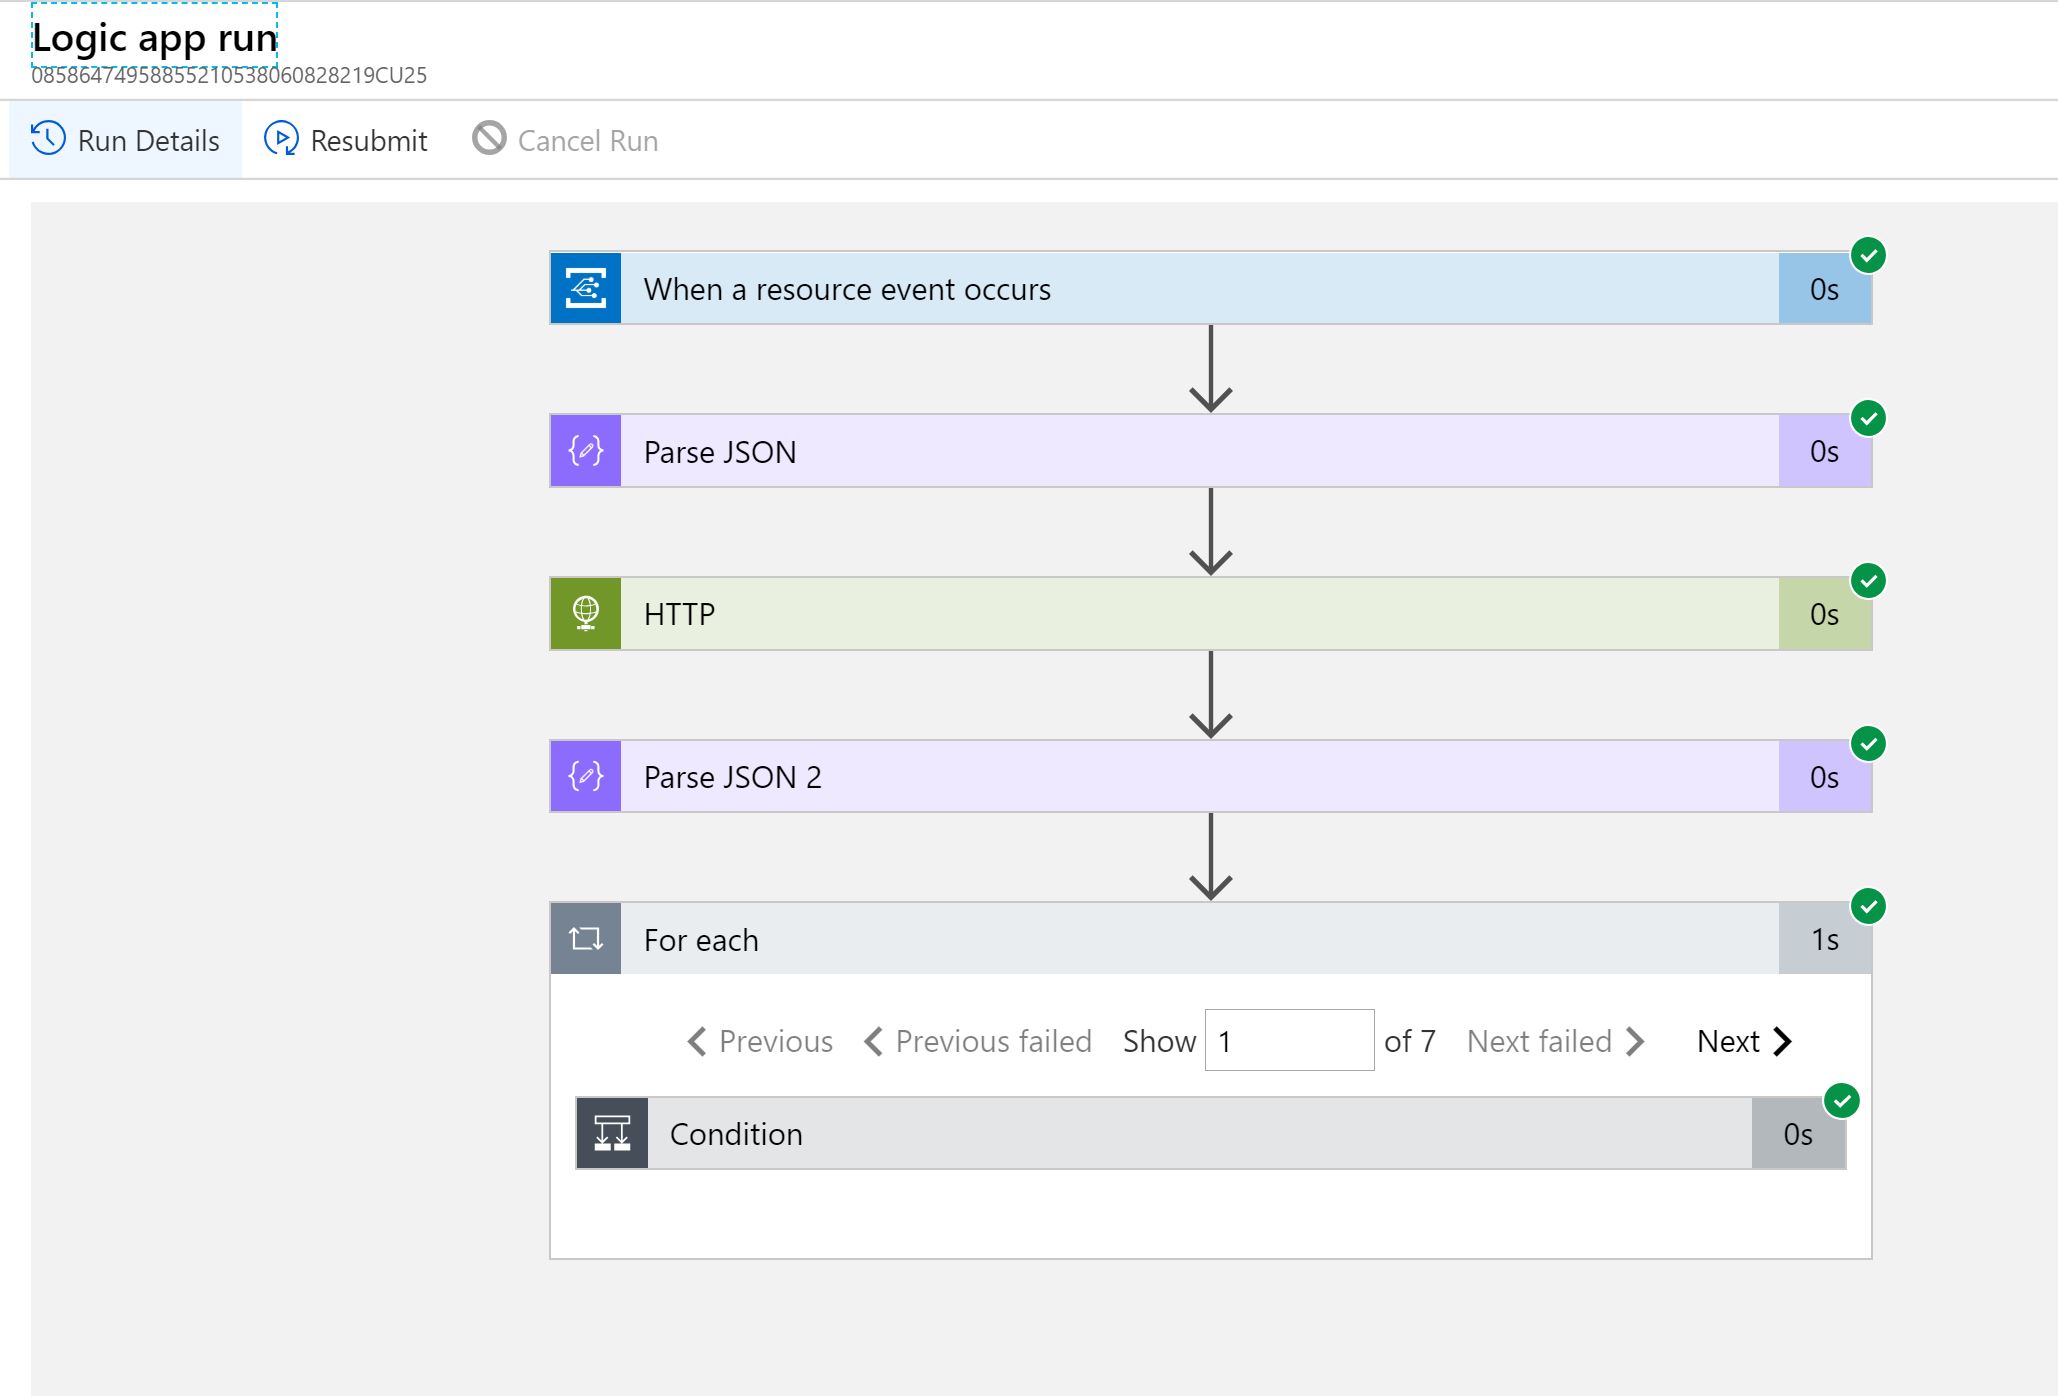 Logic app run
08586474958855210538060828219CU25
Run Details Resubmit Cancel Run
When a resource event occurs 0s
Parse JSON 0s
HTTP 0s
Parse JSON 2 0s
For each 1s
Previous Previous failed Show 1 of 7 Next failed Next
Condition 0s